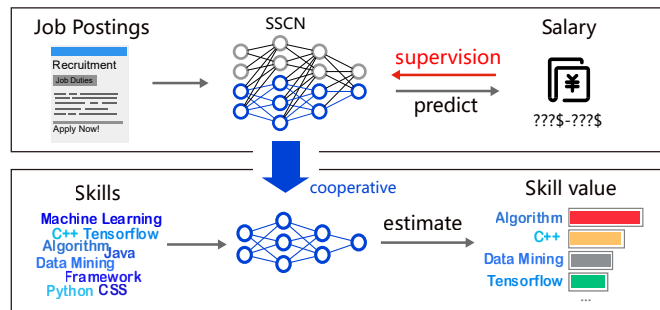 Job Postings
SSCN
Salary
Recruitment
Job Duties
Apply Now!
supervision
predict
¥
???$-???$
cooperative
Skills
Machine Learning
C++ Tensorflow
Algorithm
Java
Data Mining
Framework
Python CSS
estimate
Skill value
Algorithm
C++
Data Mining
Tensorflow
...